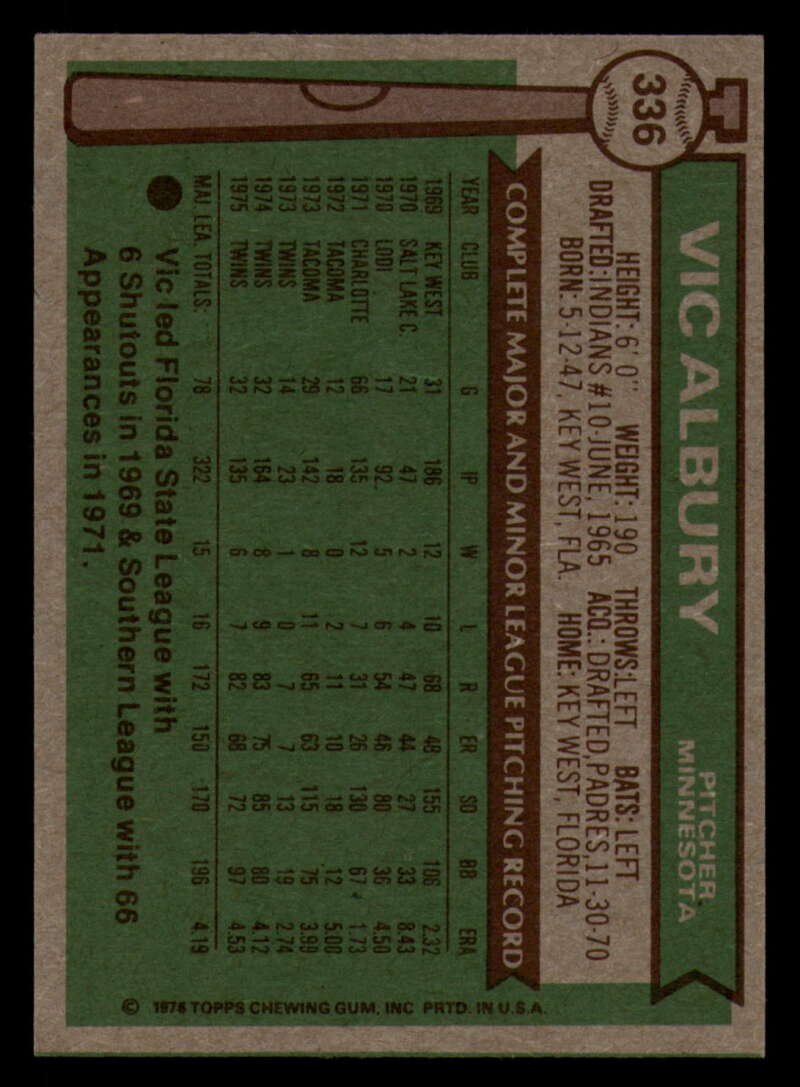 336
VIC ALBURY
PITCHER
MINNESOTA
HEIGHT: 6' 0" WEIGHT: 190 THROWS: LEFT BATS: LEFT
DRAFTED: INDIANS #10-JUNE, 1965 ACQ.: DRAFTED, PADRES, 11-30-70
BORN: 5-12-47, KEY WEST, FLA. HOME: KEY WEST, FLORIDA
COMPLETE MAJOR AND MINOR LEAGUE PITCHING RECORD
YEAR CLUB G IP W L R ER SO BB ERA
1969 KEY WEST 31 186 12 10 68 48 155 106 2.32
1970 SALT LAKE C. 21 47 2 4 47 44 27 33 8.43
1970 LODI 17 92 5 6 54 46 80 36 4.50
1971 CHARLOTTE 66 135 12 7 31 26 130 67 1.73
1972 TACOMA 12 18 0 2 11 10 18 12 5.00
1973 TACOMA 29 142 8 11 65 63 115 75 3.99
1973 TWINS 14 23 1 0 7 7 13 19 2.74
1974 TWINS 32 164 8 9 83 75 85 80 4.12
1975 TWINS 32 135 6 7 82 68 72 97 4.53
MAJ. LEA. TOTALS: 78 322 15 16 172 150 170 196 4.19
Vic led Florida State League with
6 Shutouts in 1969 & Southern League with 66
Appearances in 1971.
© 1976 TOPPS CHEWING GUM, INC PRTD. IN U.S.A.